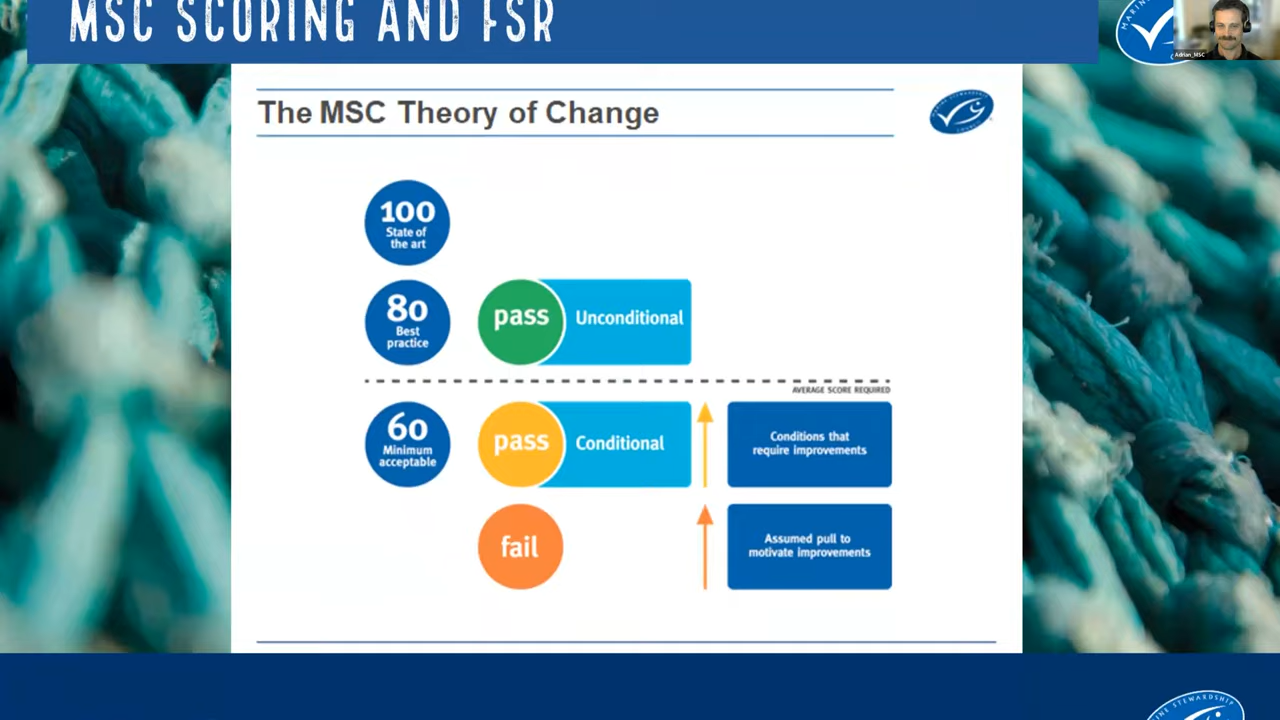 MSC SCORING AND FSR
Adrian_MSC
The MSC Theory of Change
100
State of
the art
80
Best
practice
pass
Unconditional
AVERAGE SCORE REQUIRED
60
Minimum
acceptable
pass
Conditional
Conditions that
require improvements
fail
Assumed pull to
motivate improvements